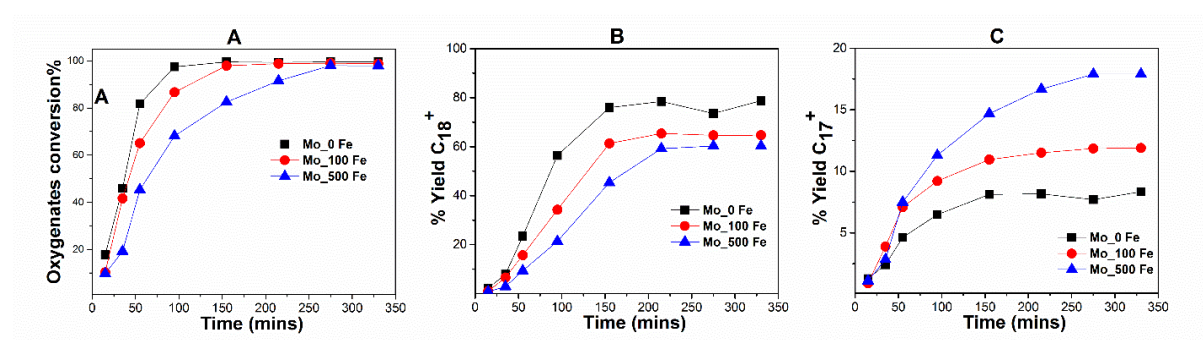 A
Oxygenates conversion%
A
100
80
60
40
20
Mo_0 Fe
Mo_100 Fe
Mo_500 Fe
0 50 100 150 200 250 300 350
Time (mins)
B
% Yield C18+
100
80
60
40
20
Mo_0 Fe
Mo_100 Fe
Mo_500 Fe
0 50 100 150 200 250 300 350
Time (mins)
C
% Yield C17+
20
15
10
5
Mo_0 Fe
Mo_100 Fe
Mo_500 Fe
0 50 100 150 200 250 300 350
Time (mins)